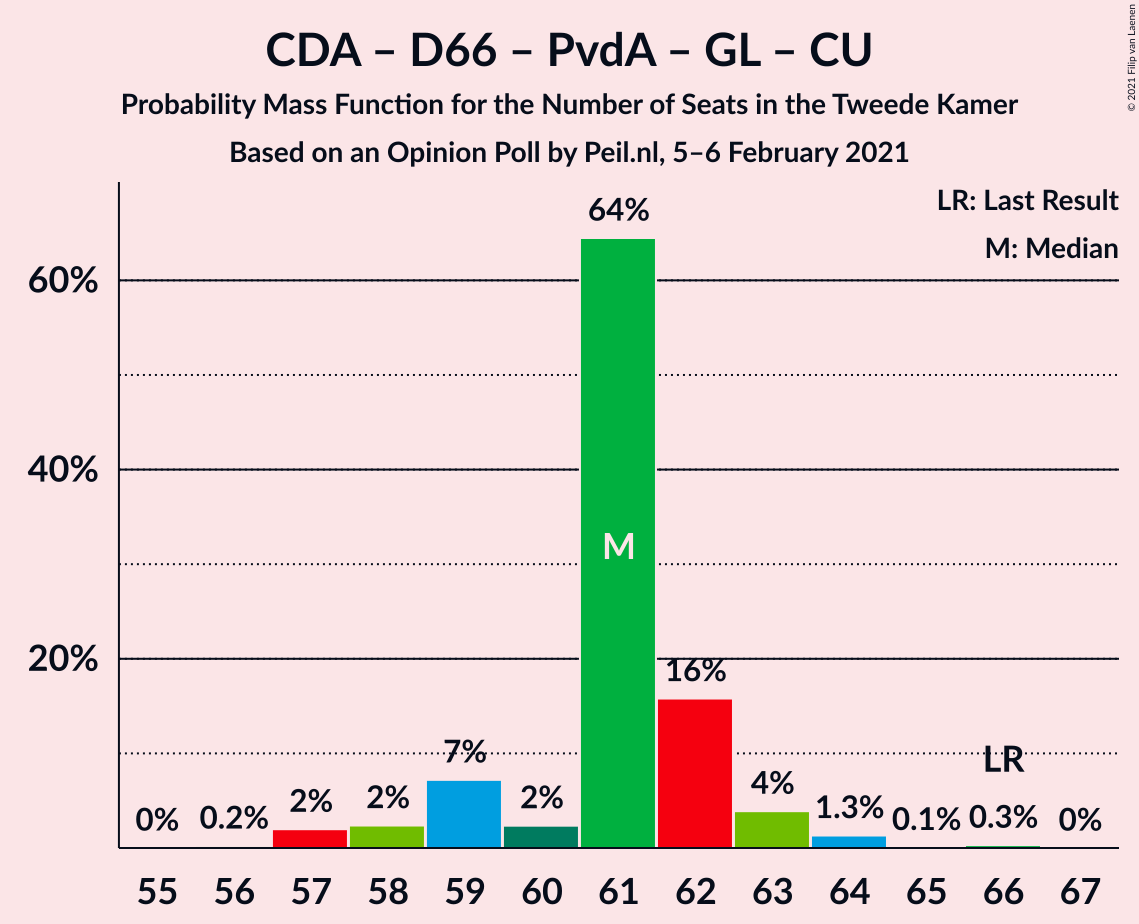 CDA – D66 – PvdA – GL – CU
Probability Mass Function for the Number of Seats in the Tweede Kamer
Based on an Opinion Poll by Peil.nl, 5–6 February 2021
© 2021 Filip van Laenen
LR: Last Result
M: Median
60%
40%
20%
0%
0.2%
2%
2%
7%
2%
64%
M
16%
4%
1.3%
0.1%
LR
0.3%
0%
55 56 57 58 59 60 61 62 63 64 65 66 67